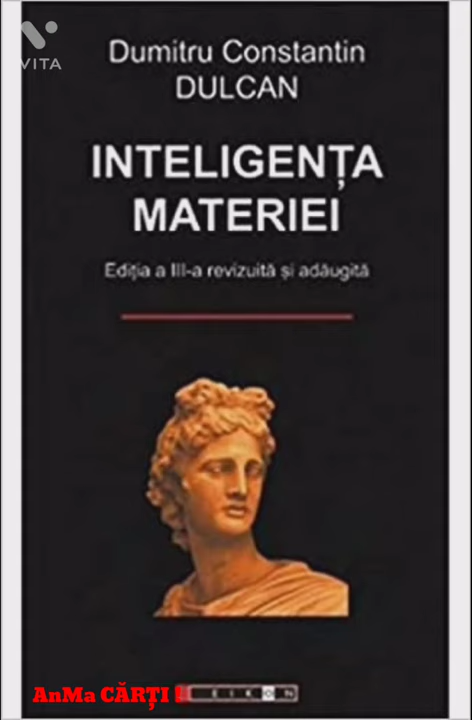 VITA
Dumitru Constantin
DULCAN
INTELIGENȚA
MATERIEI
Ediția a III-a revizuită și adăugită
AnMa CĂRȚI
EIKON